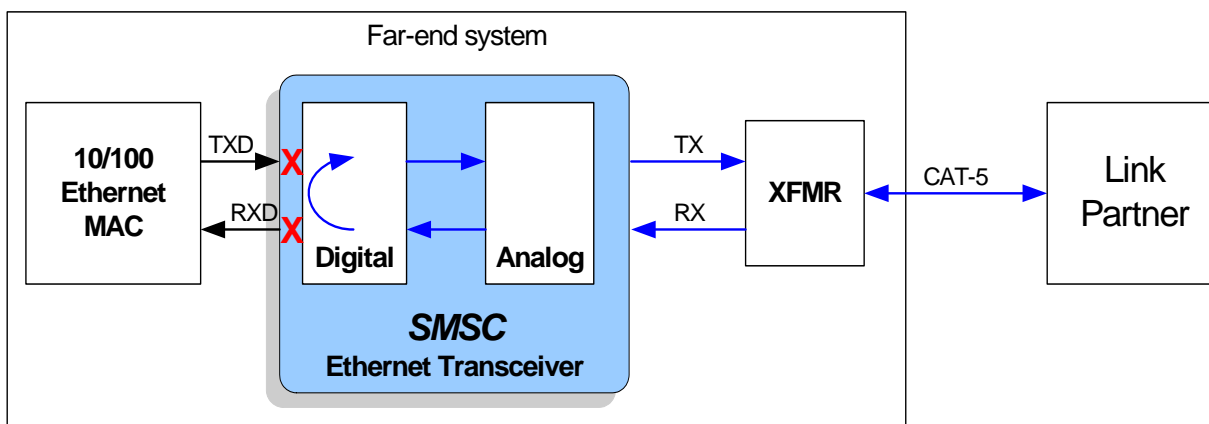 Far-end system
10/100
Ethernet
MAC
TXD
RXD
X
X
Digital
Analog
SMSC
Ethernet Transceiver
TX
RX
XFMR
CAT-5
Link
Partner